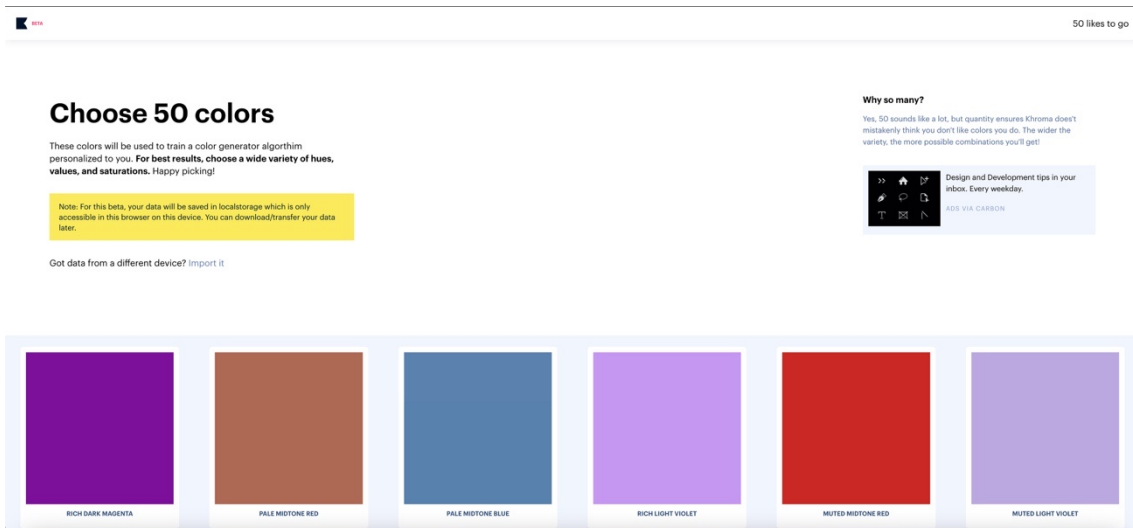 BETA
50 likes to go
Choose 50 colors
These colors will be used to train a color generator algorthim
personalized to you. For best results, choose a wide variety of hues,
values, and saturations. Happy picking!
Note: For this beta, your data will be saved in localstorage which is only
accessible in this browser on this device. You can download/transfer your data
later.
Got data from a different device? Import it
Why so many?
Yes, 50 sounds like a lot, but quantity ensures Khroma does't
mistakenly think you don't like colors you do. The wider the
variety, the more possible combinations you'll get!
Design and Development tips in your
inbox. Every weekday.
ADS VIA CARBON
RICH DARK MAGENTA
PALE MIDTONE RED
PALE MIDTONE BLUE
RICH LIGHT VIOLET
MUTED MIDTONE RED
MUTED LIGHT VIOLET